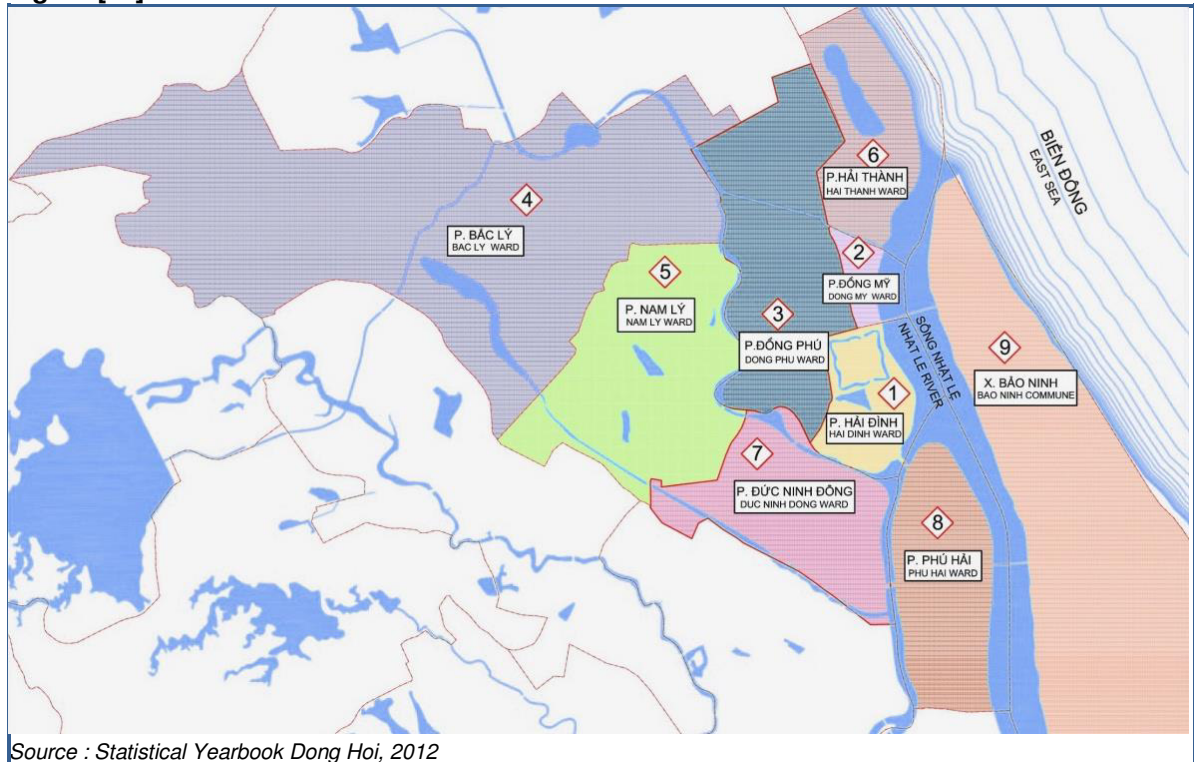 6
P.HẢI THÀNH
HAI THANH WARD
BIỂN ĐÔNG
EAST SEA
4
P. BẮC LÝ
BAC LY WARD
2
P.ĐỒNG MỸ
DONG MY WARD
5
P. NAM LÝ
NAM LY WARD
3
P.ĐỒNG PHÚ
DONG PHU WARD
SÔNG NHẬT LỆ
NHAT LE RIVER
9
X. BẢO NINH
BAO NINH COMMUNE
1
P. HẢI ĐÌNH
HAI DINH WARD
7
P. ĐỨC NINH ĐÔNG
DUC NINH DONG WARD
8
P. PHÚ HẢI
PHU HAI WARD
Source : Statistical Yearbook Dong Hoi, 2012